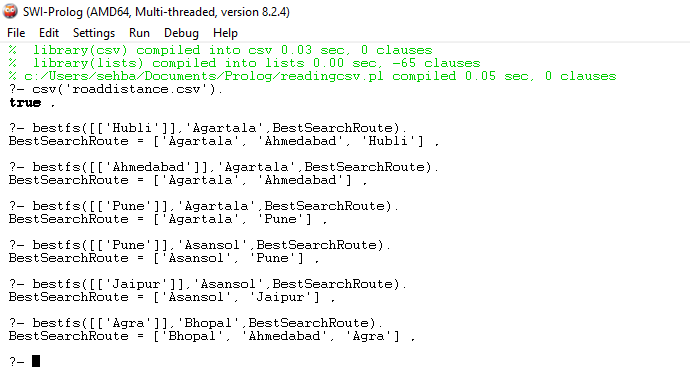 SWI-Prolog (AMD64, Multi-threaded, version 8.2.4)
File Edit Settings Run Debug Help
%  library(csv) compiled into csv 0.03 sec, 0 clauses
%  library(lists) compiled into lists 0.00 sec, -65 clauses
% c:/Users/sehba/Documents/Prolog/readingcsv.pl compiled 0.05 sec, 0 clauses
?- csv('roaddistance.csv').
true .
?- bestfs([['Hubli']],'Agartala',BestSearchRoute).
BestSearchRoute = ['Agartala', 'Ahmedabad', 'Hubli'] .
?- bestfs([['Ahmedabad']],'Agartala',BestSearchRoute).
BestSearchRoute = ['Agartala', 'Ahmedabad'] .
?- bestfs([['Pune']],'Agartala',BestSearchRoute).
BestSearchRoute = ['Agartala', 'Pune'] .
?- bestfs([['Pune']],'Asansol',BestSearchRoute).
BestSearchRoute = ['Asansol', 'Pune'] .
?- bestfs([['Jaipur']],'Asansol',BestSearchRoute).
BestSearchRoute = ['Asansol', 'Jaipur'] .
?- bestfs([['Agra']],'Bhopal',BestSearchRoute).
BestSearchRoute = ['Bhopal', 'Ahmedabad', 'Agra'] .
?-